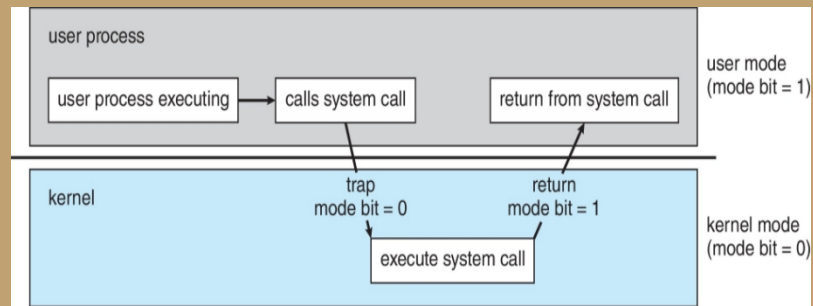 user process
user process executing
calls system call
return from system call
user mode
(mode bit = 1)
kernel
trap
mode bit = 0
return
mode bit = 1
execute system call
kernel mode
(mode bit = 0)